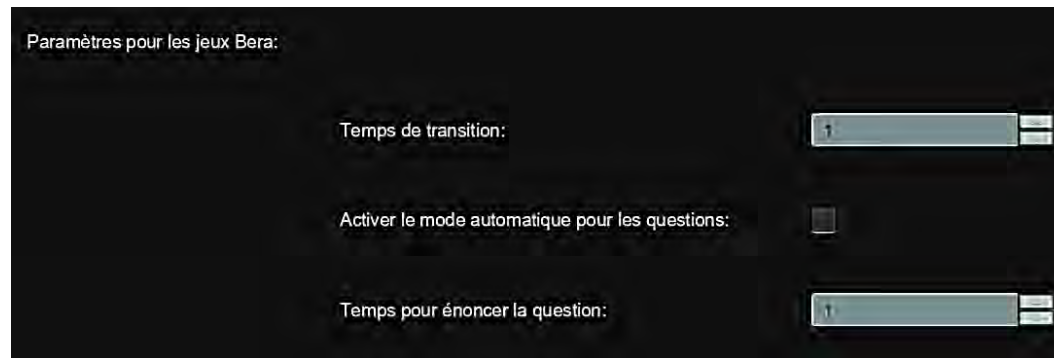 Paramètres pour les jeux Bera:
Temps de transition: 1
Activer le mode automatique pour les questions:
Temps pour énoncer la question: 1